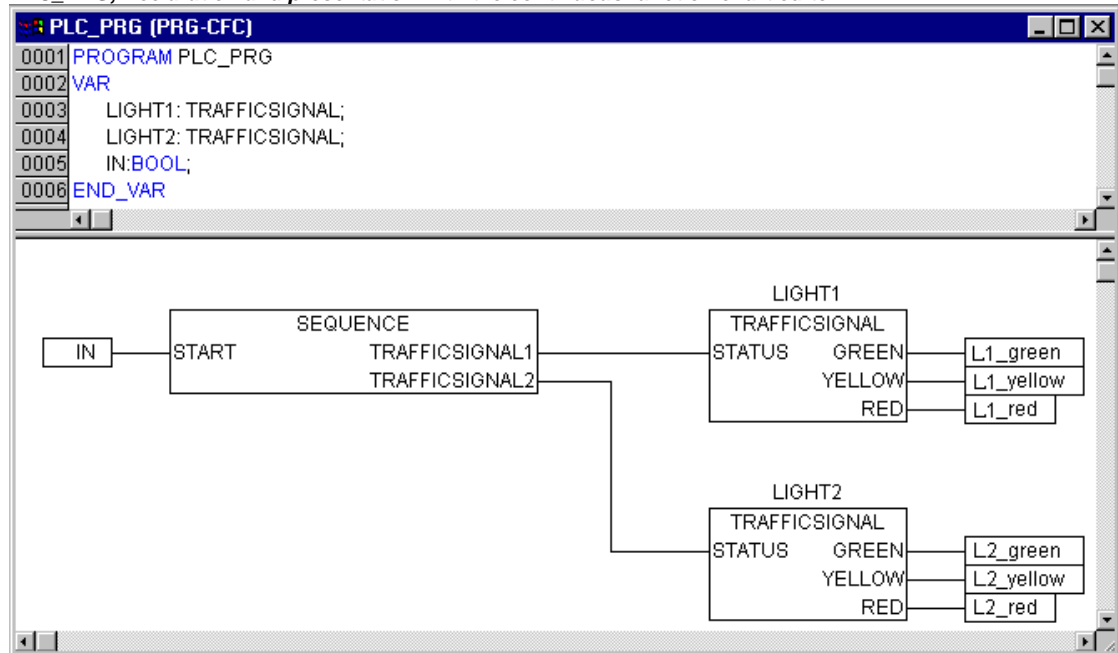 PLC_PRG (PRG-CFC)
0001 PROGRAM PLC_PRG
0002 VAR
0003 LIGHT1: TRAFFICSIGNAL;
0004 LIGHT2: TRAFFICSIGNAL;
0005 IN:BOOL;
0006 END_VAR
LIGHT1
SEQUENCE
TRAFFICSIGNAL
IN
START
TRAFFICSIGNAL1
STATUS
GREEN
L1_green
TRAFFICSIGNAL2
YELLOW
L1_yellow
RED
L1_red
LIGHT2
TRAFFICSIGNAL
STATUS
GREEN
L2_green
YELLOW
L2_yellow
RED
L2_red